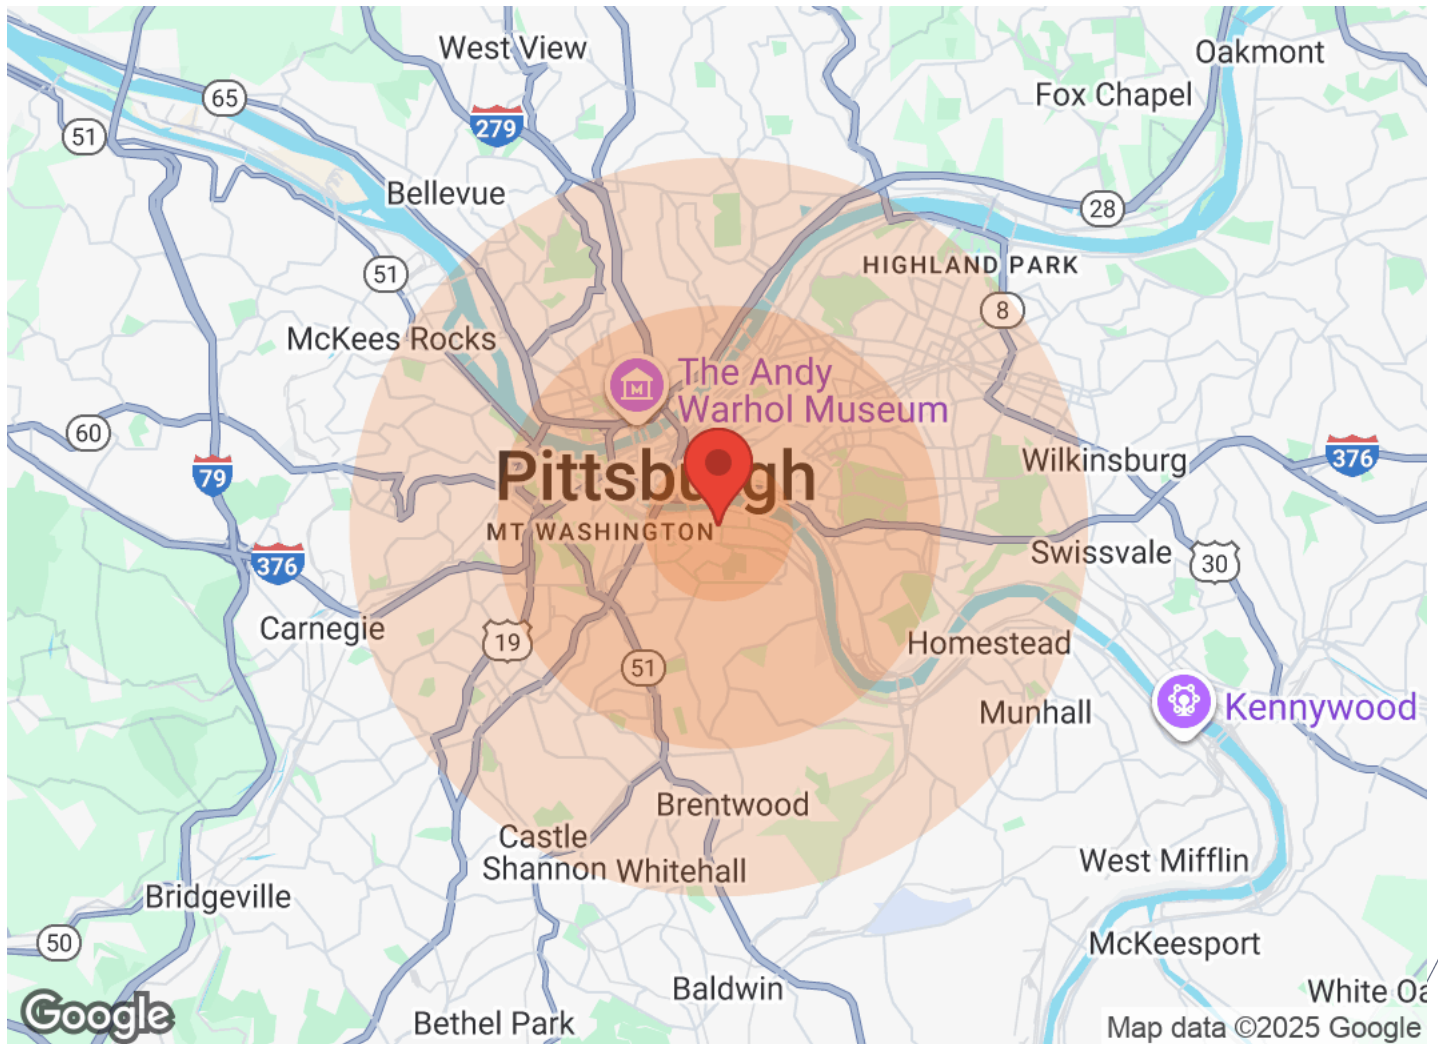 West View
Oakmont
Fox Chapel
65
51
279
Bellevue
28
HIGHLAND PARK
51
8
McKees Rocks
The Andy
Warhol Museum
60
79
Pittsburgh
Wilkinsburg
376
MT WASHINGTON
376
Swissvale
30
Carnegie
19
Homestead
51
Munhall
Kennywood
Brentwood
Castle
Shannon
Whitehall
West Mifflin
Bridgeville
50
McKeesport
Baldwin
White Oa
Google
Bethel Park
Map data ©2025 Google